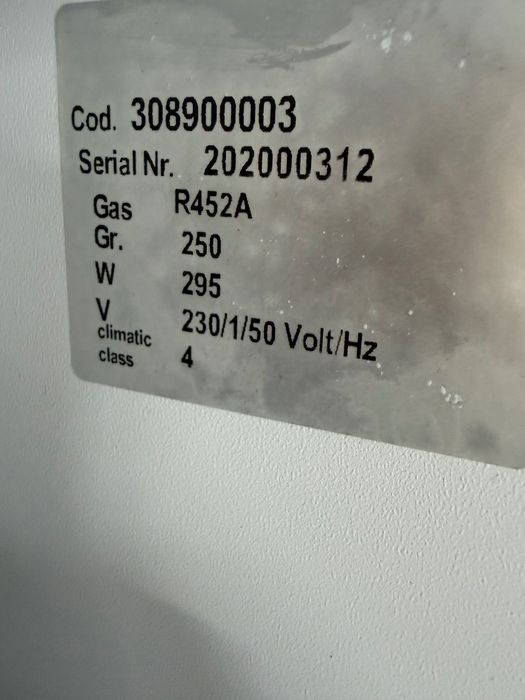 Cod. 308900003
Serial Nr. 202000312
Gas R452A
Gr. 250
W 295
V 230/1/50 Volt/Hz
climatic
class 4